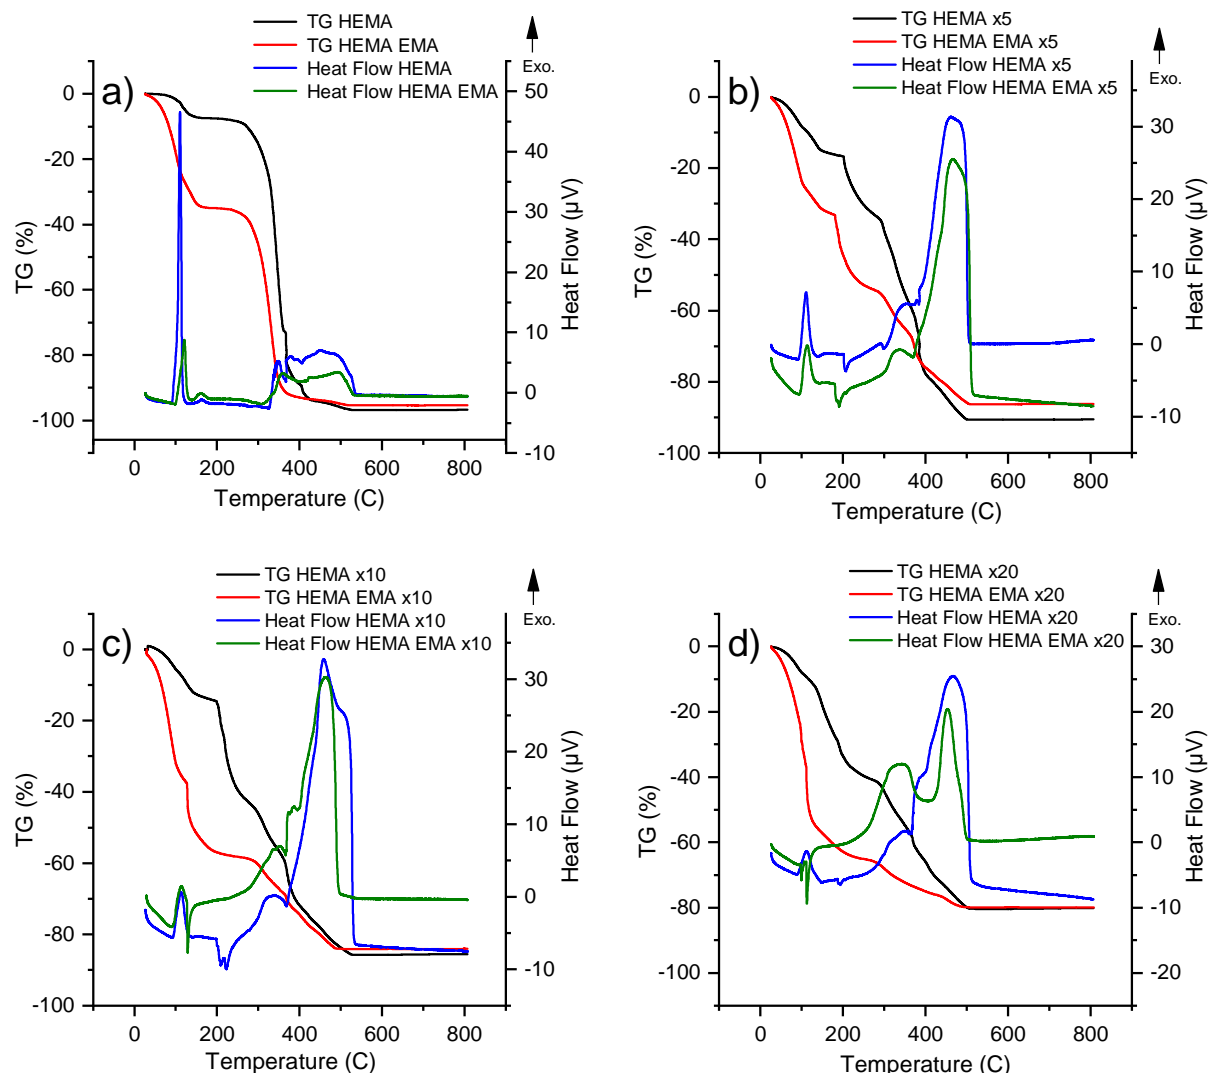 TG HEMA
TG HEMA EMA
Heat Flow HEMA
Heat Flow HEMA EMA
Exo.
a)
0
-20
-40
-60
-80
-100
TG (%)
50
40
30
20
10
0
-10
Heat Flow (µV)
0 200 400 600 800
Temperature (C)
TG HEMA x5
TG HEMA EMA x5
Heat Flow HEMA x5
Heat Flow HEMA EMA x5
Exo.
b)
0
-20
-40
-60
-80
-100
TG (%)
30
20
10
0
-10
Heat Flow (µV)
0 200 400 600 800
Temperature (C)
TG HEMA x10
TG HEMA EMA x10
Heat Flow HEMA x10
Heat Flow HEMA EMA x10
Exo.
c)
0
-20
-40
-60
-80
-100
TG (%)
30
20
10
0
-10
Heat Flow (µV)
0 200 400 600 800
Temperature (C)
TG HEMA x20
TG HEMA EMA x20
Heat Flow HEMA x20
Heat Flow HEMA EMA x20
Exo.
d)
0
-20
-40
-60
-80
-100
TG (%)
30
20
10
0
-10
-20
Heat Flow (µV)
0 200 400 600 800
Temperature (C)